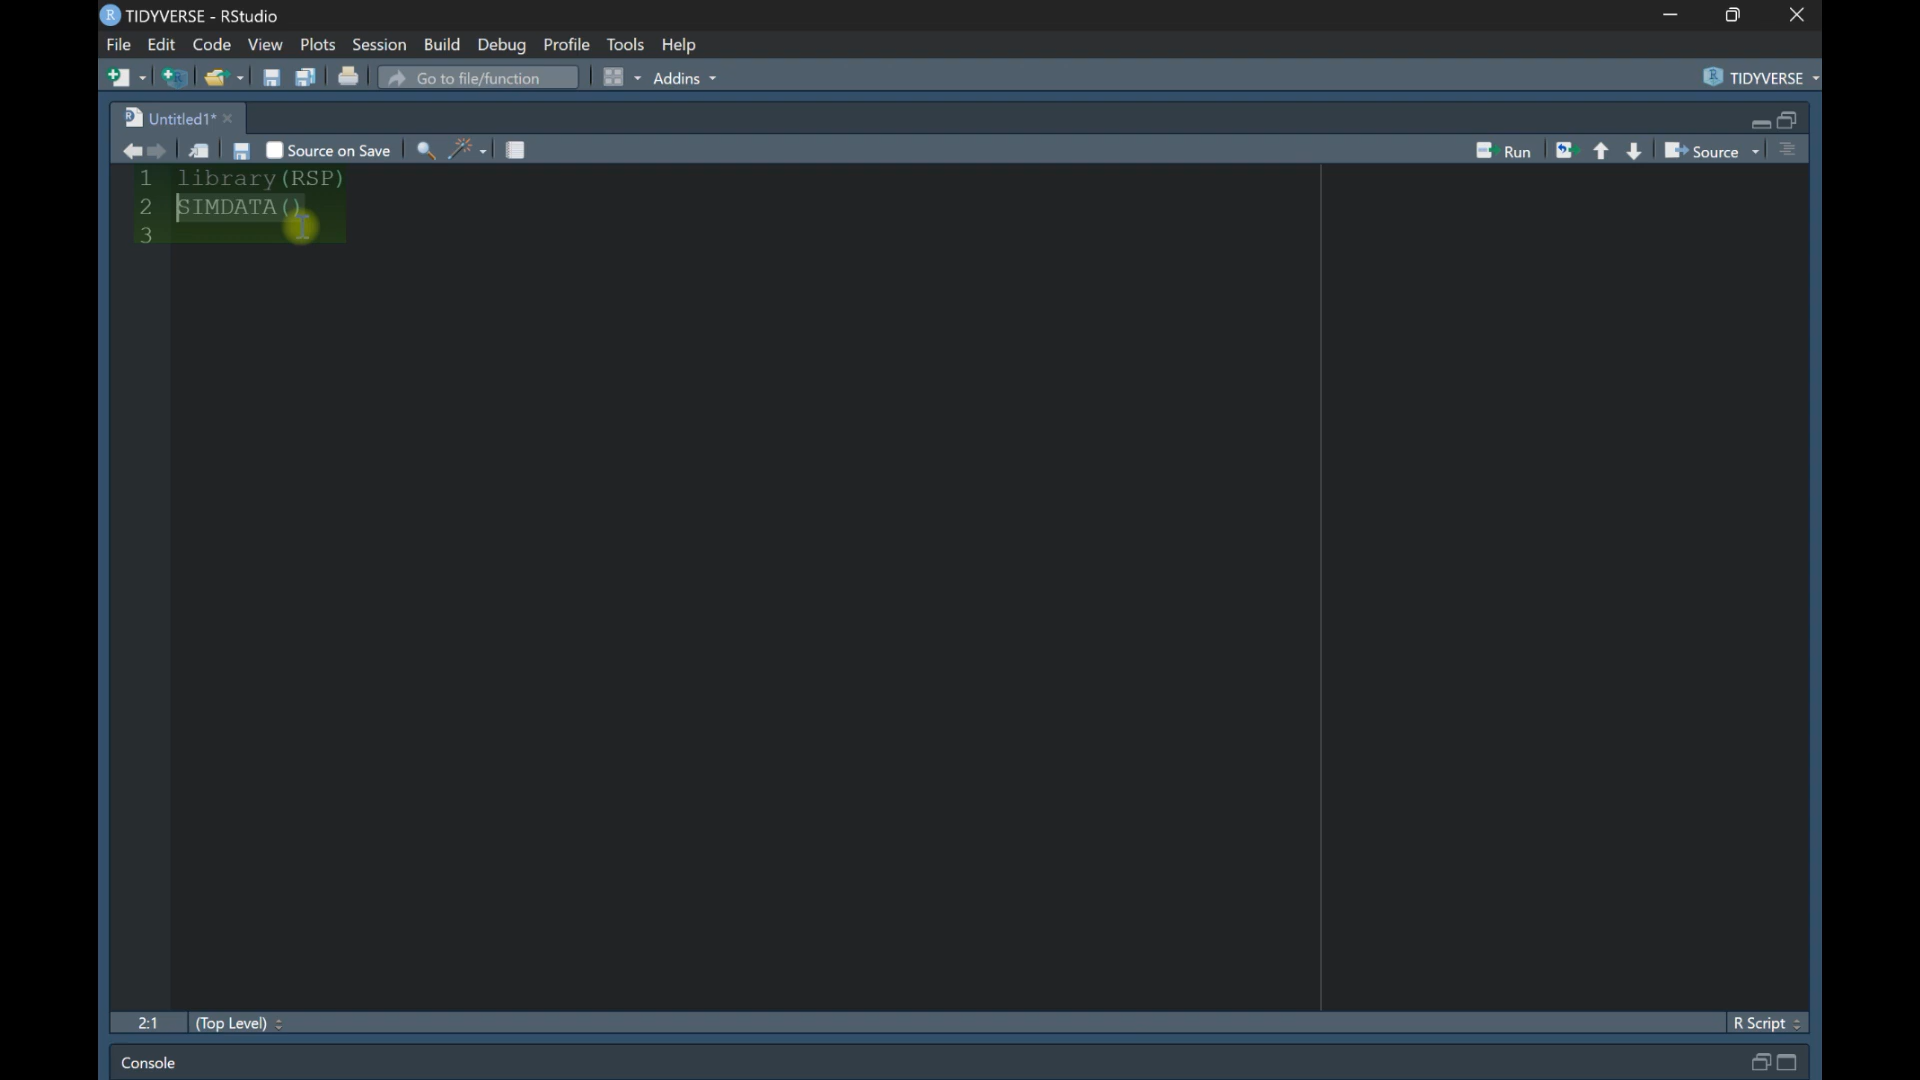 TIDYVERSE - RStudio
File Edit Code View Plots Session Build Debug Profile Tools Help
Go to file/function Addins TIDYVERSE
Untitled1*
Source on Save Run Source
1 library(RSP)
2 SIMDATA()
3
2:1 (Top Level) R Script
Console